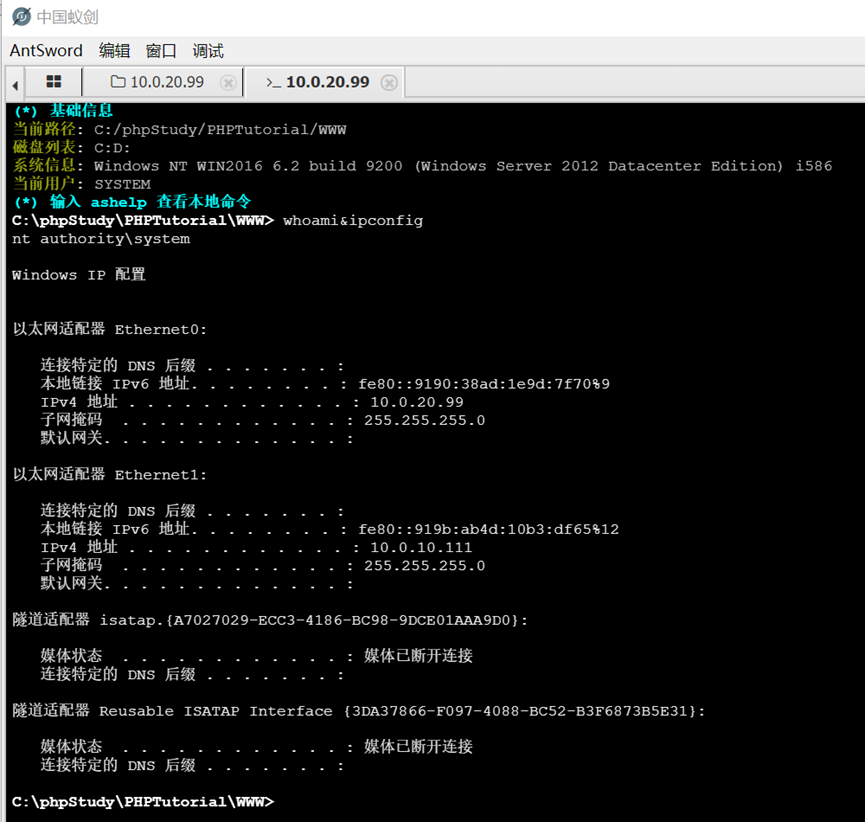 中国蚁剑
AntSword 编辑 窗口 调试
10.0.20.99 >_ 10.0.20.99
(*) 基础信息
当前路径: C:/phpStudy/PHPTutorial/WWW
磁盘列表: C:D:
系统信息: Windows NT WIN2016 6.2 build 9200 (Windows Server 2012 Datacenter Edition) i586
当前用户: SYSTEM
(*) 输入 ashelp 查看本地命令
C:\phpStudy\PHPTutorial\WWW> whoami&ipconfig
nt authority\system
Windows IP 配置
以太网适配器 Ethernet0:
连接特定的 DNS 后缀 . . . . . . . :
本地链接 IPv6 地址. . . . . . . . : fe80::9190:38ad:1e9d:7f70%9
IPv4 地址 . . . . . . . . . . . . : 10.0.20.99
子网掩码 . . . . . . . . . . . . : 255.255.255.0
默认网关. . . . . . . . . . . . . :
以太网适配器 Ethernet1:
连接特定的 DNS 后缀 . . . . . . . :
本地链接 IPv6 地址. . . . . . . . : fe80::919b:ab4d:10b3:df65%12
IPv4 地址 . . . . . . . . . . . . : 10.0.10.111
子网掩码 . . . . . . . . . . . . : 255.255.255.0
默认网关. . . . . . . . . . . . . :
隧道适配器 isatap.{A7027029-ECC3-4186-BC98-9DCE01AAA9D0}:
媒体状态 . . . . . . . . . . . . : 媒体已断开连接
连接特定的 DNS 后缀 . . . . . . . :
隧道适配器 Reusable ISATAP Interface {3DA37866-F097-4088-BC52-B3F6873B5E31}:
媒体状态 . . . . . . . . . . . . : 媒体已断开连接
连接特定的 DNS 后缀 . . . . . . . :
C:\phpStudy\PHPTutorial\WWW>